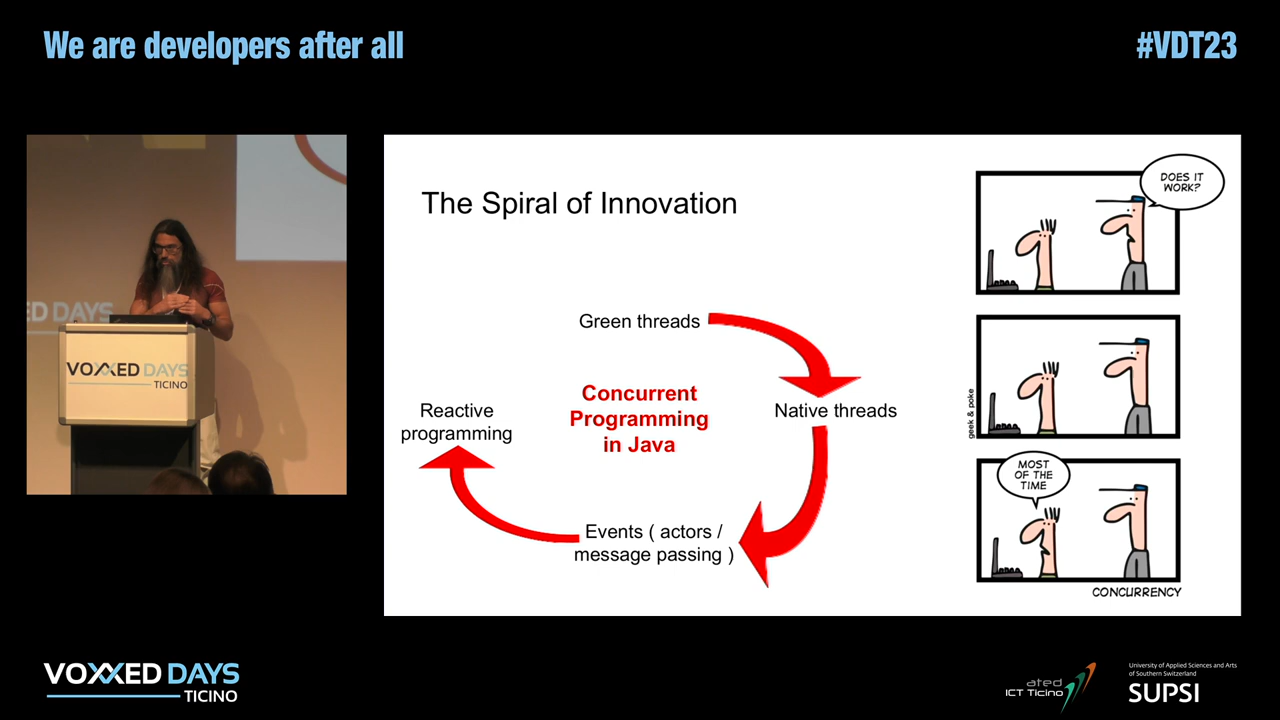 We are developers after all
#VDT23
ED DAYS
VOXXED DAYS
TICINO
The Spiral of Innovation
Green threads
Native threads
Events ( actors /
message passing )
Reactive
programming
Concurrent
Programming
in Java
DOES IT
WORK?
geek & poke
MOST
OF THE
TIME
CONCURRENCY
VOXXED DAYS
TICINO
ated
ICT Ticino
University of Applied Sciences and Arts
of Southern Switzerland
SUPSI